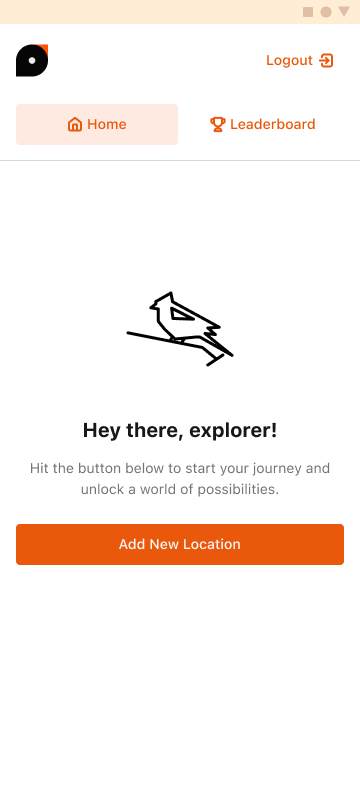 Logout
Home
Leaderboard
Hey there, explorer!
Hit the button below to start your journey and
unlock a world of possibilities.
Add New Location